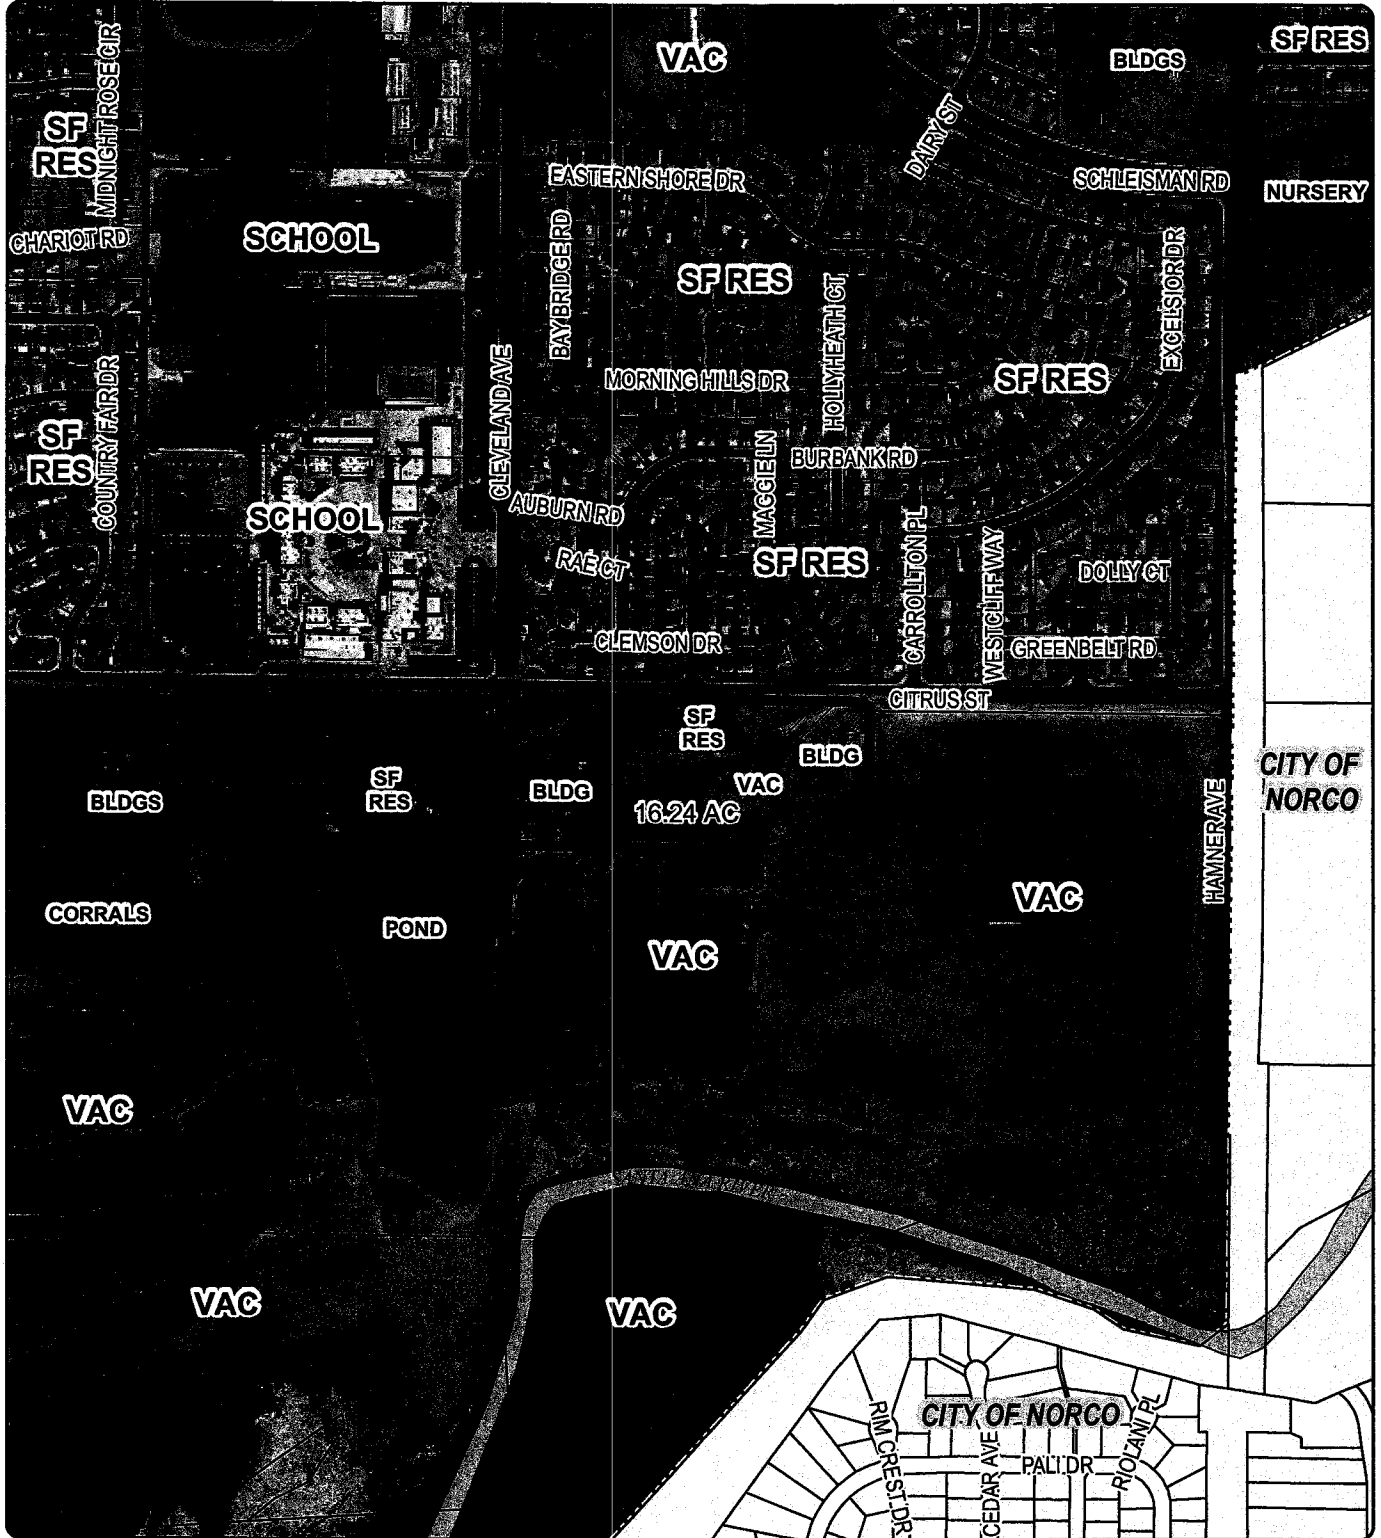 MIDNIGHT ROSE CIR
SF
RES
CHARIOT RD
VAC
BLDGS
SF RES
DAIRY ST
EASTERN SHORE DR
SCHLEISMAN RD
NURSERY
SCHOOL
BAYBRIDGE RD
SF RES
HOLLYHEATH CT
EXCELSIOR DR
COUNTRY FAIR DR
CLEVELAND AVE
MORNING HILLS DR
SF RES
SF
RES
MAGGIE LN
BURBANK RD
SCHOOL
AUBURN RD
CARROLLTON PL
RAE CT
SF RES
WESTCLIFF WAY
DOLLY CT
CLEMSON DR
GREENBELT RD
CITRUS ST
SF
RES
BLDG
CITY OF
NORCO
BLDGS
SF
RES
BLDG
VAC
16.24 AC
HAMNER AVE
CORRALS
POND
VAC
VAC
VAC
VAC
VAC
RIM CREST DR
CITY OF NORCO
CEDAR AVE
PALI DR
RIOLANI PL